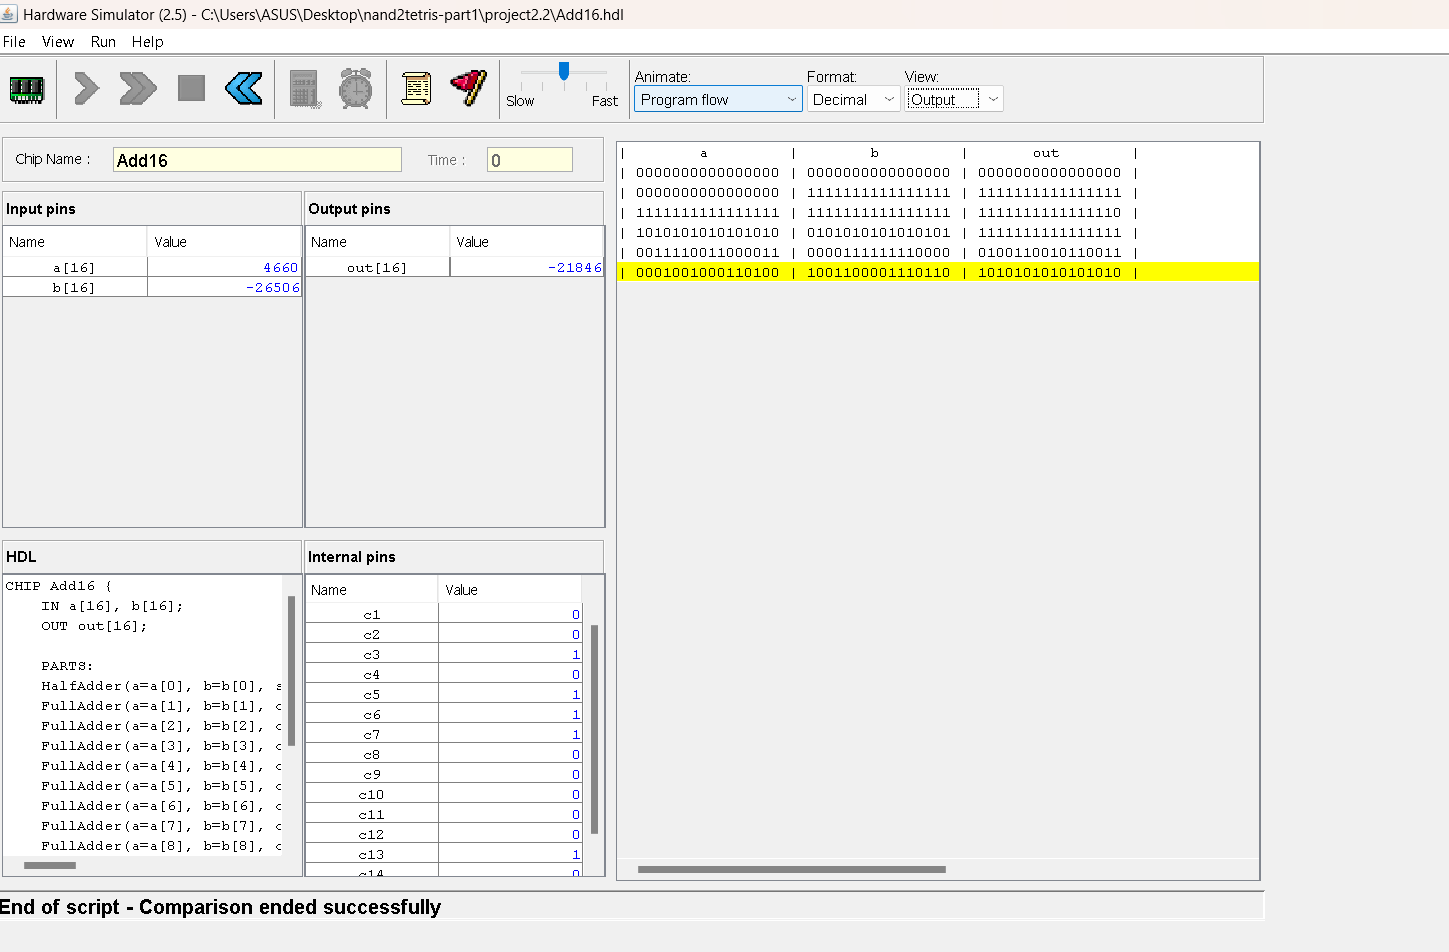 Hardware Simulator (2.5) - C:\Users\ASUS\Desktop\nand2tetris-part1\project2.2\Add16.hdl
File View Run Help
Slow Fast
Animate: Format: View:
Program flow Decimal Output
Chip Name : Add16 Time : 0
Input pins
Name Value
a[16] 4660
b[16] -26506
Output pins
Name Value
out[16] -21846
HDL
CHIP Add16 {
IN a[16], b[16];
OUT out[16];
PARTS:
HalfAdder(a=a[0], b=b[0], s
FullAdder(a=a[1], b=b[1], c
FullAdder(a=a[2], b=b[2], c
FullAdder(a=a[3], b=b[3], c
FullAdder(a=a[4], b=b[4], c
FullAdder(a=a[5], b=b[5], c
FullAdder(a=a[6], b=b[6], c
FullAdder(a=a[7], b=b[7], c
FullAdder(a=a[8], b=b[8], c
Internal pins
Name Value
c1 0
c2 0
c3 1
c4 0
c5 1
c6 1
c7 1
c8 0
c9 0
c10 0
c11 0
c12 0
c13 1
c14 0
| a | b | out |
| 0000000000000000 | 0000000000000000 | 0000000000000000 |
| 0000000000000000 | 1111111111111111 | 1111111111111111 |
| 1111111111111111 | 1111111111111111 | 1111111111111110 |
| 1010101010101010 | 0101010101010101 | 1111111111111111 |
| 0011110011000011 | 0000111111110000 | 0100110010110011 |
| 0001001000110100 | 1001100001110110 | 1010101010101010 |
End of script - Comparison ended successfully